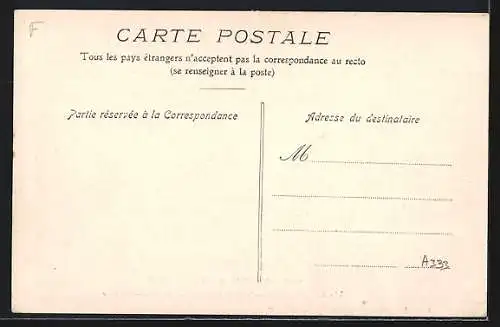 F
CARTE POSTALE
Tous les pays étrangers n'acceptent pas la correspondance au recto
(se renseigner à la poste)
Partie réservée à la Correspondance
Adresse du destinataire
M
A333